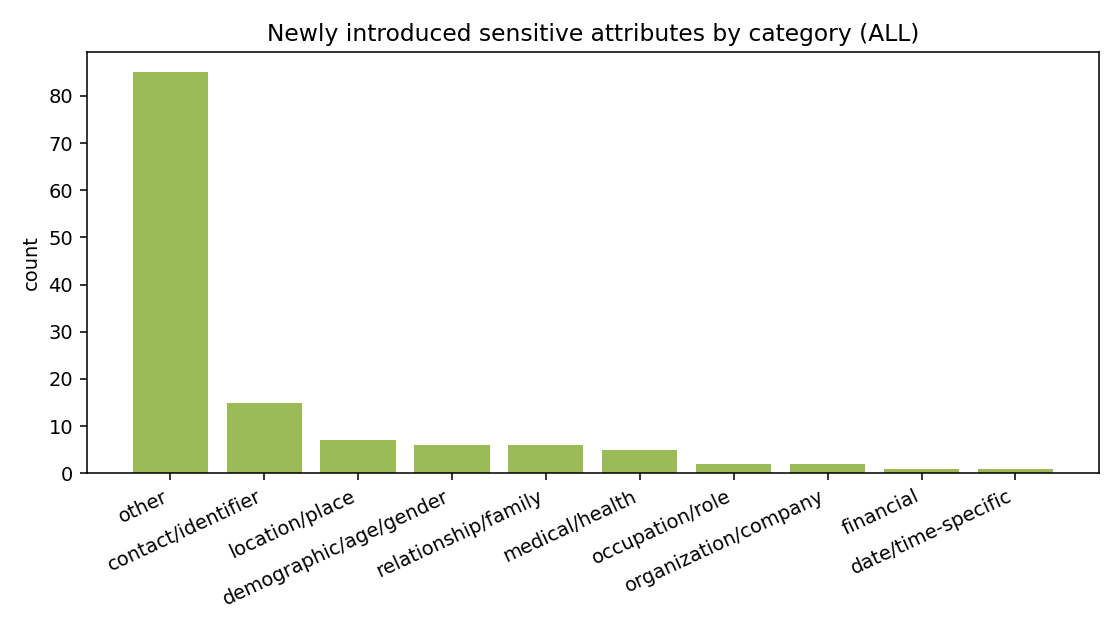 Newly introduced sensitive attributes by category (ALL)
count
80
70
60
50
40
30
20
10
0
other
contact/identifier
location/place
demographic/age/gender
relationship/family
medical/health
occupation/role
organization/company
financial
date/time-specific